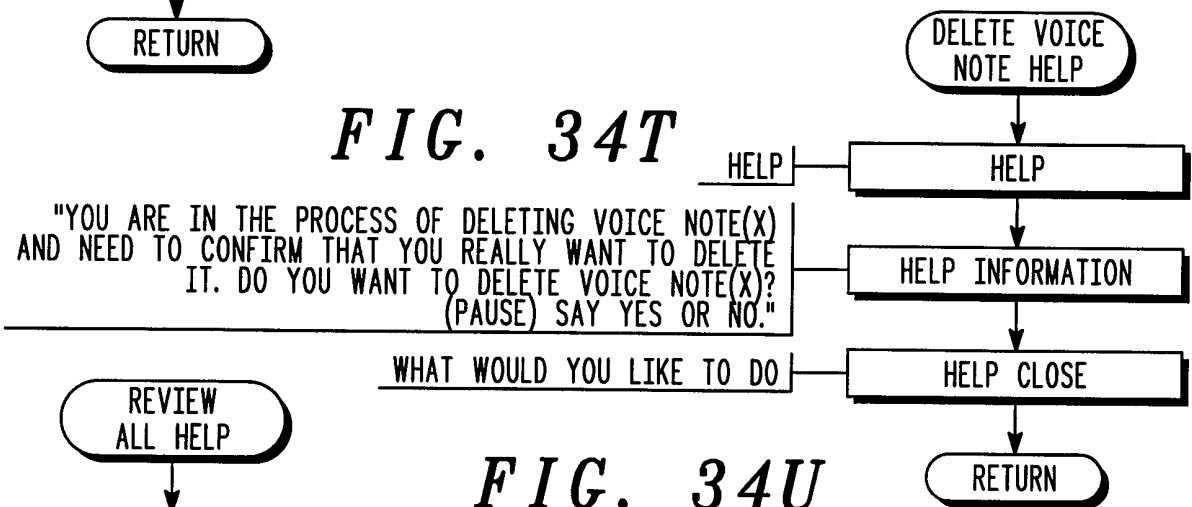 RETURN
DELETE VOICE
NOTE HELP
FIG. 34T
HELP
HELP
"YOU ARE IN THE PROCESS OF DELETING VOICE NOTE(X)
AND NEED TO CONFIRM THAT YOU REALLY WANT TO DELETE
IT. DO YOU WANT TO DELETE VOICE NOTE(X)?
(PAUSE) SAY YES OR NO."
HELP INFORMATION
WHAT WOULD YOU LIKE TO DO
HELP CLOSE
REVIEW
ALL HELP
FIG. 34U
RETURN